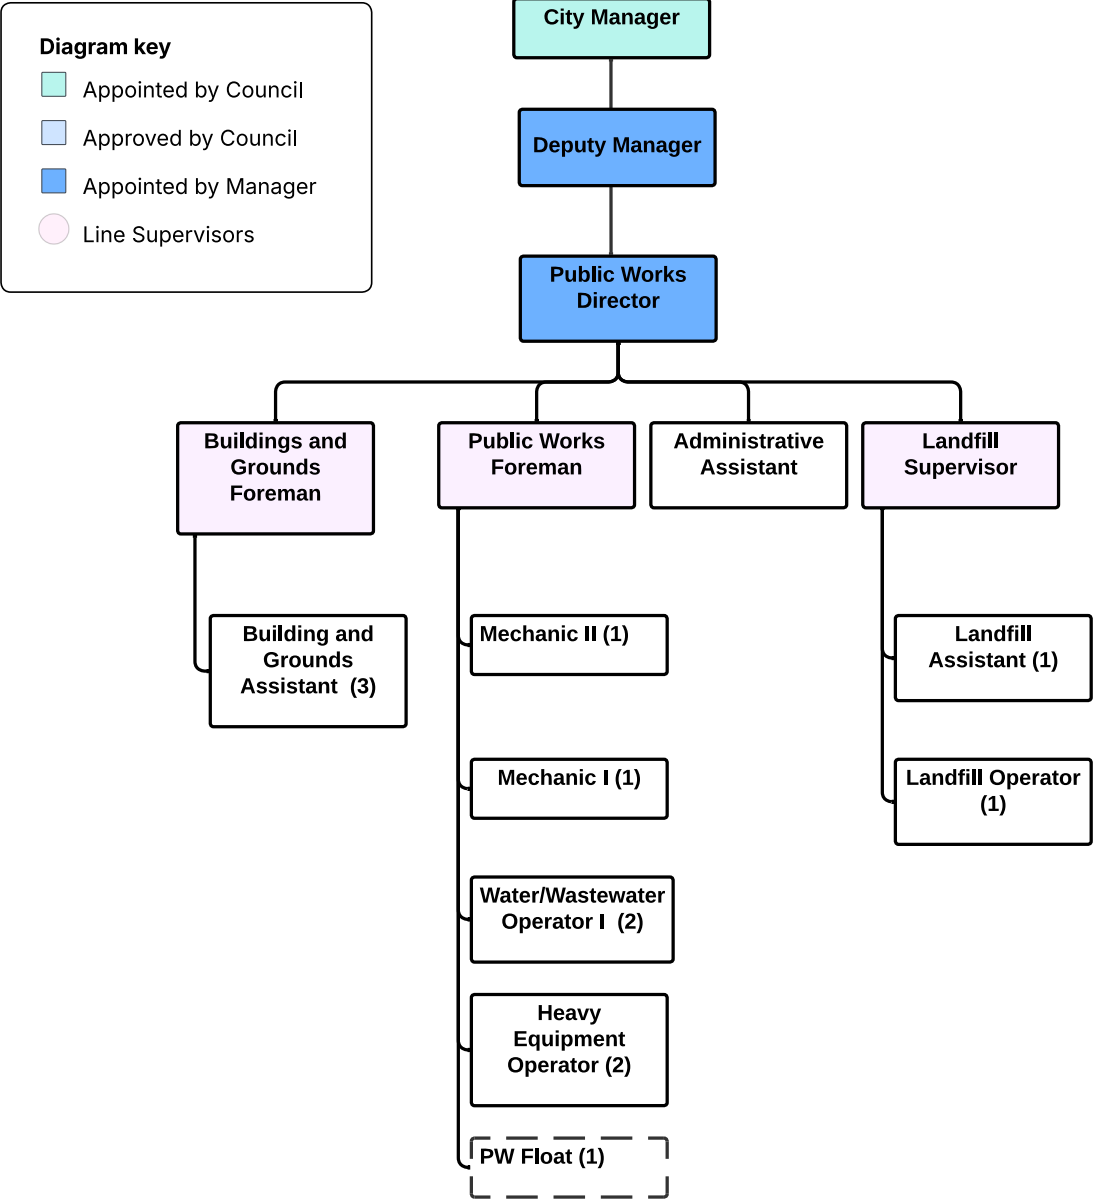 Diagram key
Appointed by Council
Approved by Council
Appointed by Manager
Line Supervisors
City Manager
Deputy Manager
Public Works
Director
Buildings and
Grounds
Foreman
Public Works
Foreman
Administrative
Assistant
Landfill
Supervisor
Building and
Grounds
Assistant (3)
Mechanic II (1)
Mechanic I (1)
Water/Wastewater
Operator I (2)
Heavy
Equipment
Operator (2)
PW Float (1)
Landfill
Assistant (1)
Landfill Operator
(1)